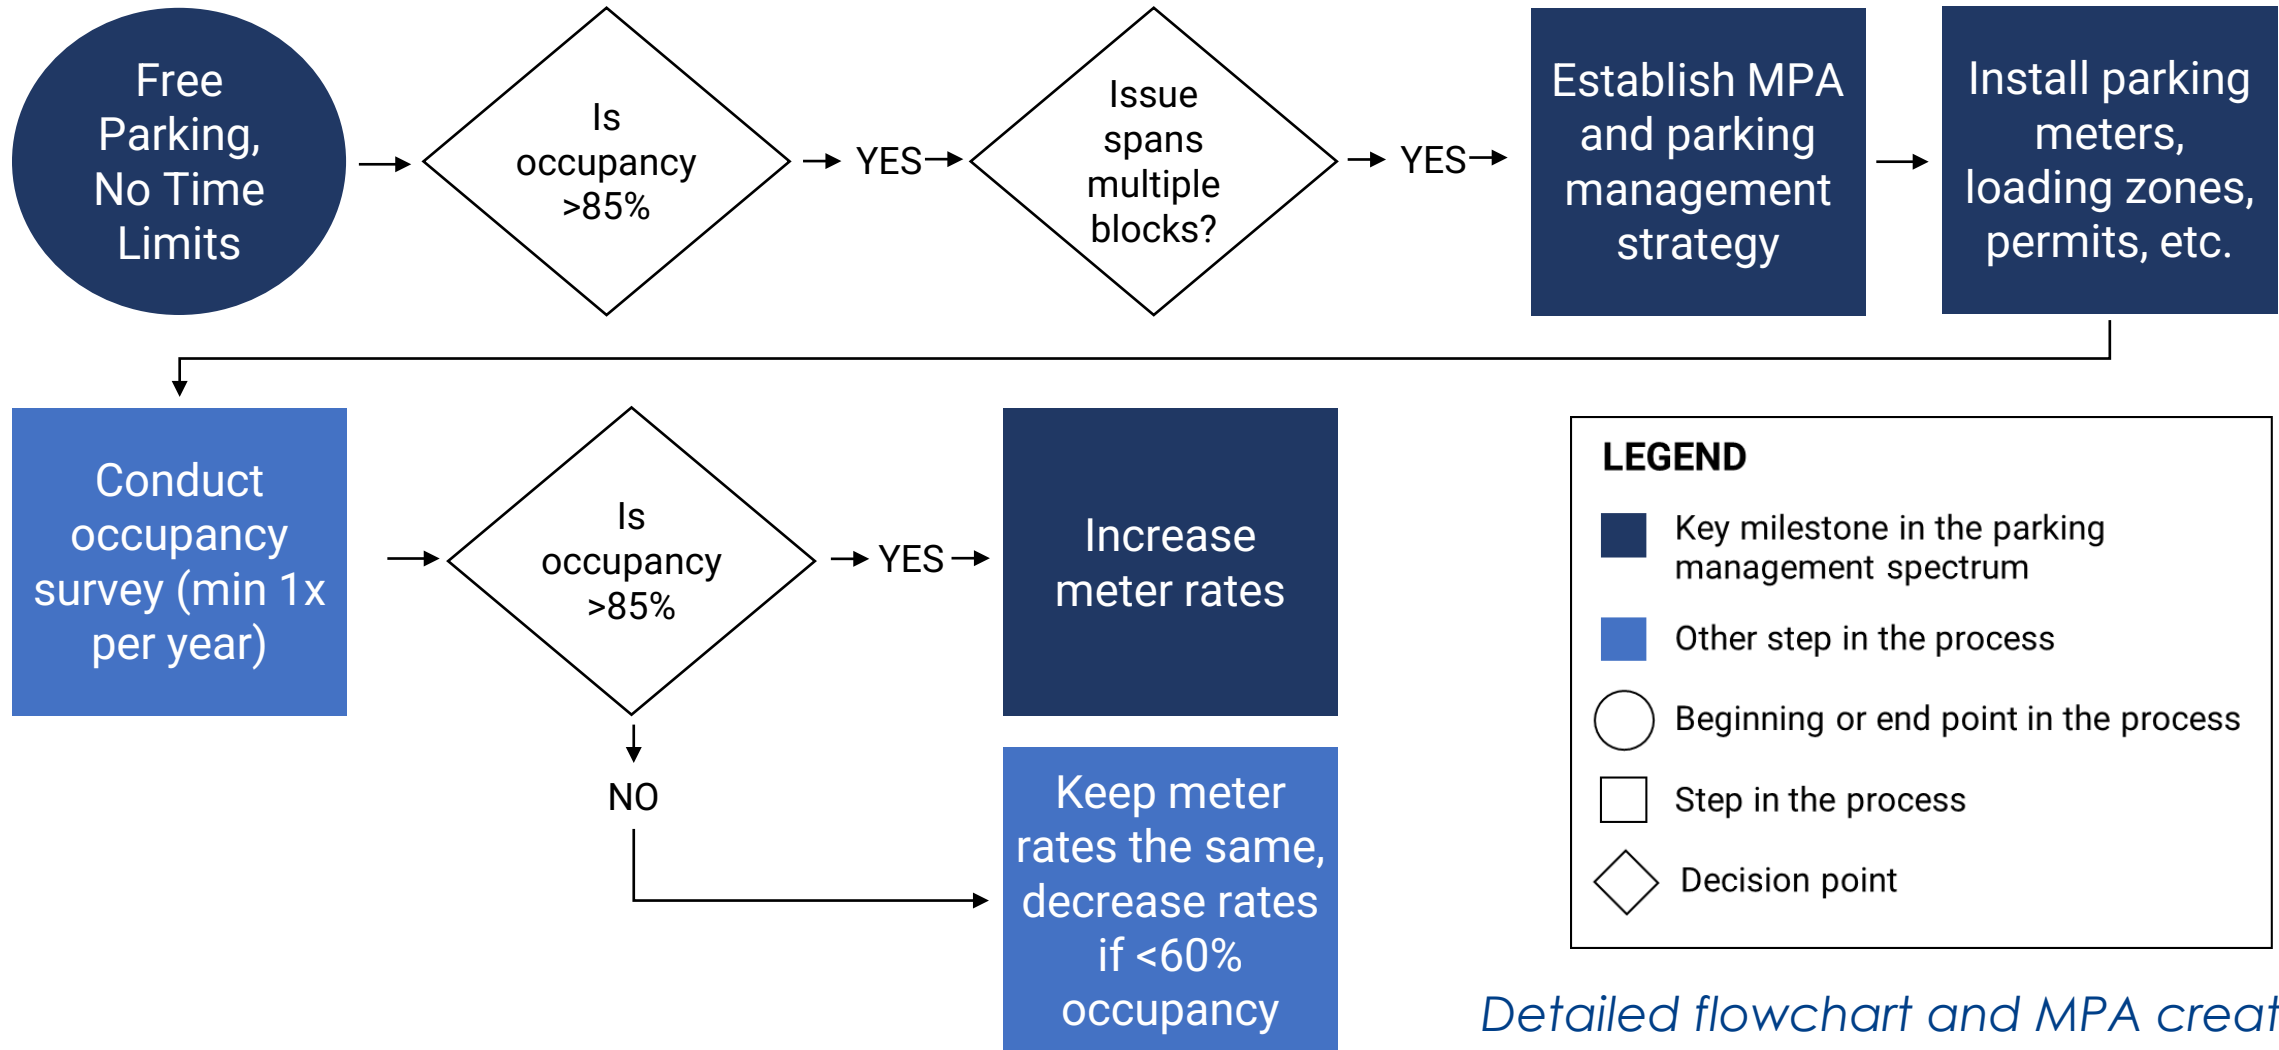 Free
Parking,
No Time
Limits
Is
occupancy
>85%
YES
Issue
spans
multiple
blocks?
YES
Establish MPA
and parking
management
strategy
Install parking
meters,
loading zones,
permits, etc.
Conduct
occupancy
survey (min 1x
per year)
Is
occupancy
>85%
YES
Increase
meter rates
NO
Keep meter
rates the same,
decrease rates
if <60%
occupancy
LEGEND
Key milestone in the parking
management spectrum
Other step in the process
Beginning or end point in the process
Step in the process
Decision point
Detailed flowchart and MPA creat